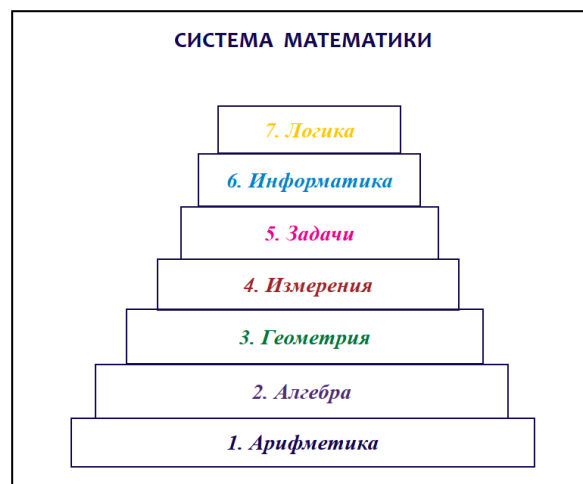 СИСТЕМА МАТЕМАТИКИ
7. Логика
6. Информатика
5. Задачи
4. Измерения
3. Геометрия
2. Алгебра
1. Арифметика